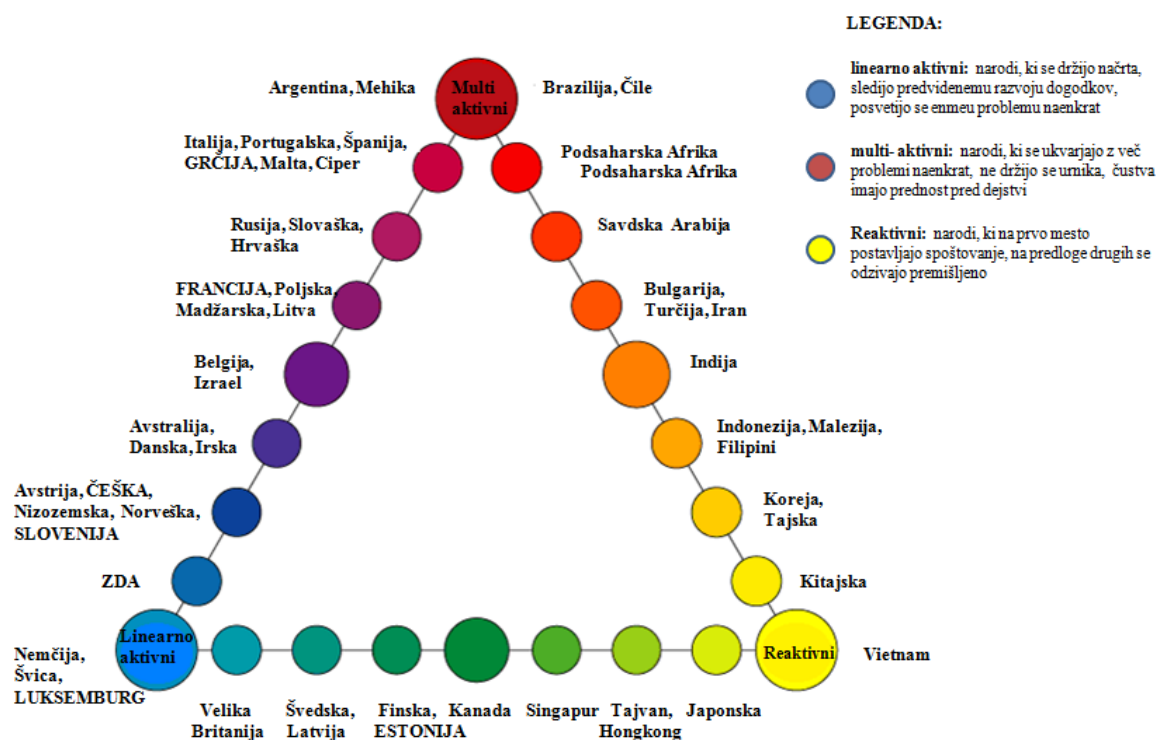 LEGENDA:
linearno aktivni: narodi, ki se držijo načrta,
sledijo predvidenemu razvoju dogodkov,
posvetijo se enmeu problemu naenkrat
multi- aktivni: narodi, ki se ukvarjajo z več
problemi naenkrat, ne držijo se urnika, čustva
imajo prednost pred dejstvi
Reaktivni: narodi, ki na prvo mesto
postavljajo spoštovanje, na predloge drugih se
odzivajo premišljeno
Argentina, Mehika
Multi
aktivni
Brazilija, Čile
Italija, Portugalska, Španija,
GRČIJA, Malta, Ciper
Podsaharska Afrika
Podsaharska Afrika
Rusija, Slovaška,
Hrvaška
Savdska Arabija
FRANCIJA, Poljska,
Madžarska, Litva
Bulgarija,
Turčija, Iran
Belgija,
Izrael
Indija
Avstralija,
Danska, Irska
Indonezija, Malezija,
Filipini
Avstrija, ČEŠKA,
Nizozemska, Norveška,
SLOVENIJA
Koreja,
Tajska
ZDA
Kitajska
Linearno
aktivni
Nemčija,
Švica,
LUKSEMBURG
Reaktivni
Vietnam
Velika
Britanija
Švedska,
Latvija
Finska,
ESTONIJA
Kanada
Singapur
Tajvan,
Hongkong
Japonska